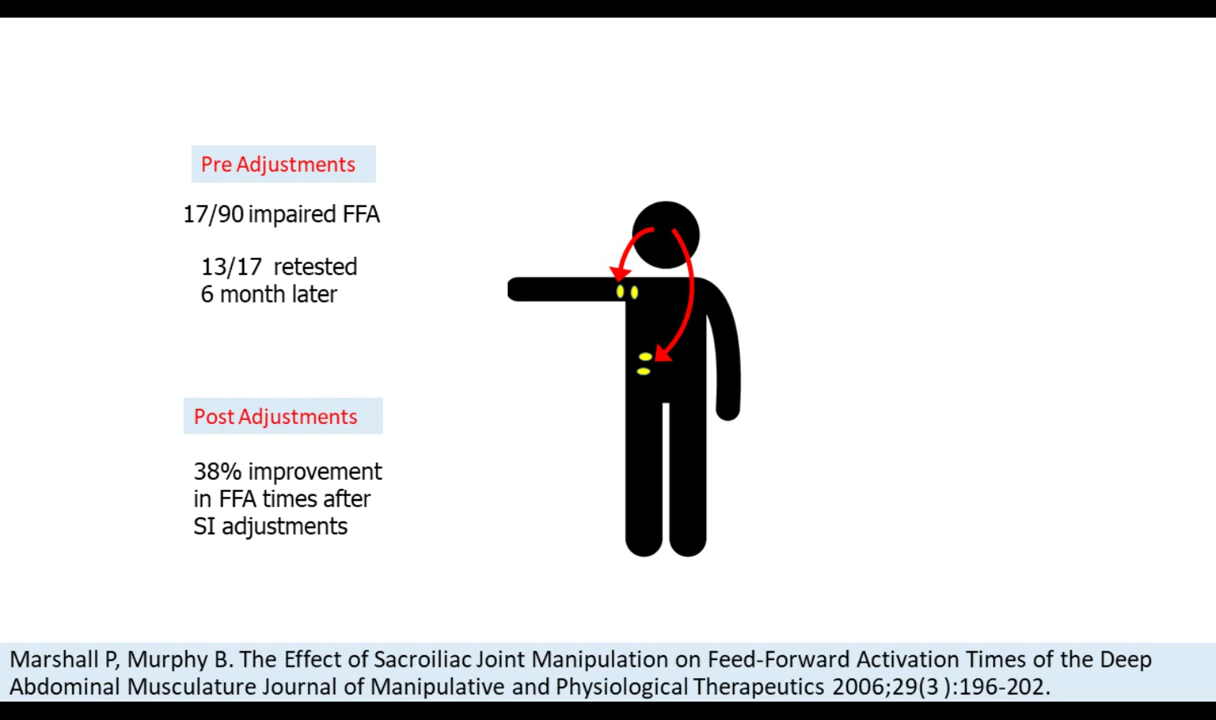 Pre Adjustments
17/90 impaired FFA
13/17 retested
6 month later
Post Adjustments
38% improvement
in FFA times after
SI adjustments
Marshall P, Murphy B. The Effect of Sacroiliac Joint Manipulation on Feed-Forward Activation Times of the Deep
Abdominal Musculature Journal of Manipulative and Physiological Therapeutics 2006;29(3 ):196-202.